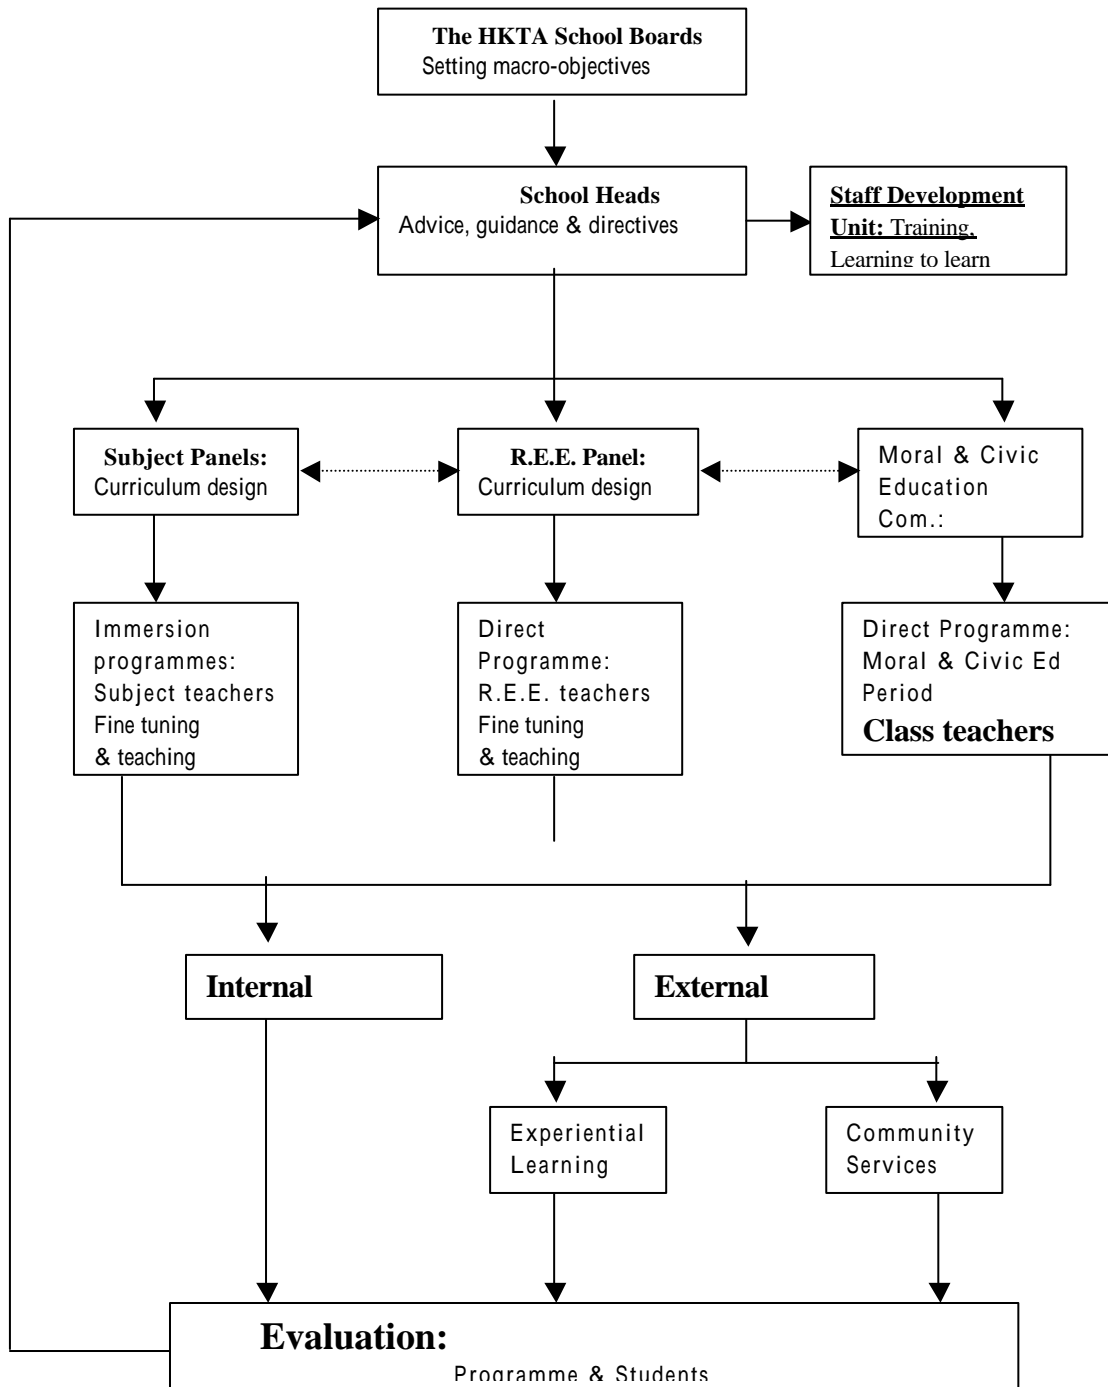 The HKTA School Boards
Setting macro-objectives
School Heads
Advice, guidance & directives
Staff Development
Unit: Training,
Learning to learn
Subject Panels:
Curriculum design
R.E.E. Panel:
Curriculum design
Moral & Civic
Education
Com.:
Immersion
programmes:
Subject teachers
Fine tuning
& teaching
Direct
Programme:
R.E.E. teachers
Fine tuning
& teaching
Direct Programme:
Moral & Civic Ed
Period
Class teachers
Internal
External
Experiential
Learning
Community
Services
Evaluation:
Programme & Students